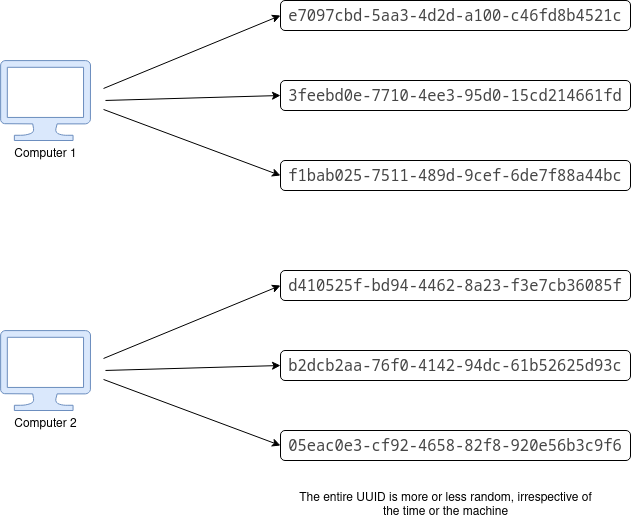 e7097cbd-5aa3-4d2d-a100-c46fd8b4521c
3feebd0e-7710-4ee3-95d0-15cd214661fd
Computer 1
f1bab025-7511-489d-9cef-6de7f88a44bc
d410525f-bd94-4462-8a23-f3e7cb36085f
b2dcb2aa-76f0-4142-94dc-61b52625d93c
Computer 2
05eac0e3-cf92-4658-82f8-920e56b3c9f6
The entire UUID is more or less random, irrespective of
the time or the machine